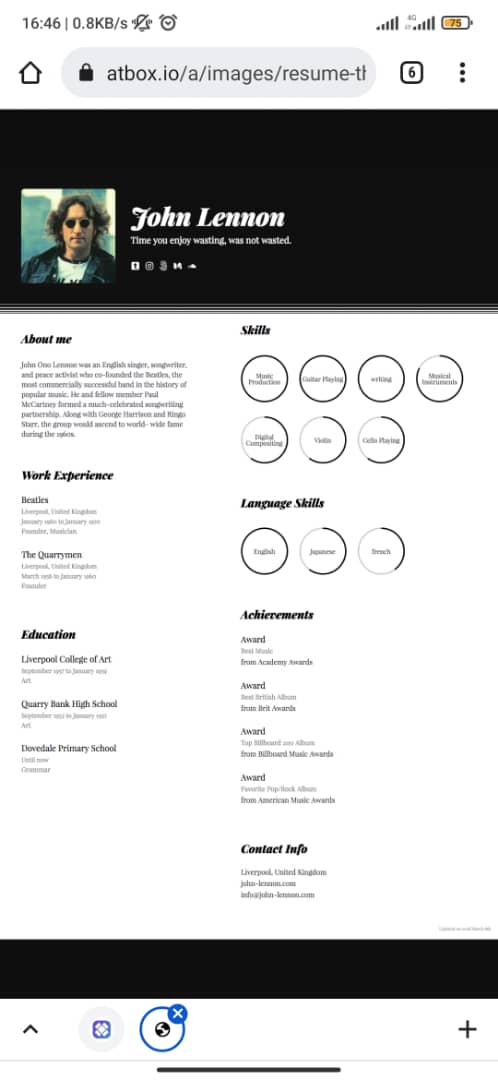 16:46 | 0.8KB/s
4G
75
atbox.io/a/images/resume-th
6
John Lennon
Time you enjoy wasting, was not wasted.
About me
John Ono Lennon was an English singer, songwriter,
and peace activist who co-founded the Beatles, the
most commercially successful band in the history of
popular music. He and fellow member Paul
McCartney formed a much-celebrated songwriting
partnership. Along with George Harrison and Ringo
Starr, the group would ascend to world- wide fame
during the 1960s.
Work Experience
Beatles
Liverpool, United Kingdom
January 1960 to January 1970
Founder, Musician
The Quarrymen
Liverpool, United Kingdom
March 1956 to January 1960
Founder
Education
Liverpool College of Art
September 1957 to January 1959
Art
Quarry Bank High School
September 1952 to January 1957
Art
Dovedale Primary School
Until now
Grammar
Skills
Music
Production
Guitar Playing
writing
Musical
Instruments
Digital
Compositing
Violin
Cello Playing
Language Skills
English
Japanese
french
Achievements
Award
Best Music
from Academy Awards
Award
Best British Album
from Brit Awards
Award
Top Billboard 200 Album
from Billboard Music Awards
Award
Favorite Pop/Rock Album
from American Music Awards
Contact Info
Liverpool, United Kingdom
john-lennon.com
info@john-lennon.com